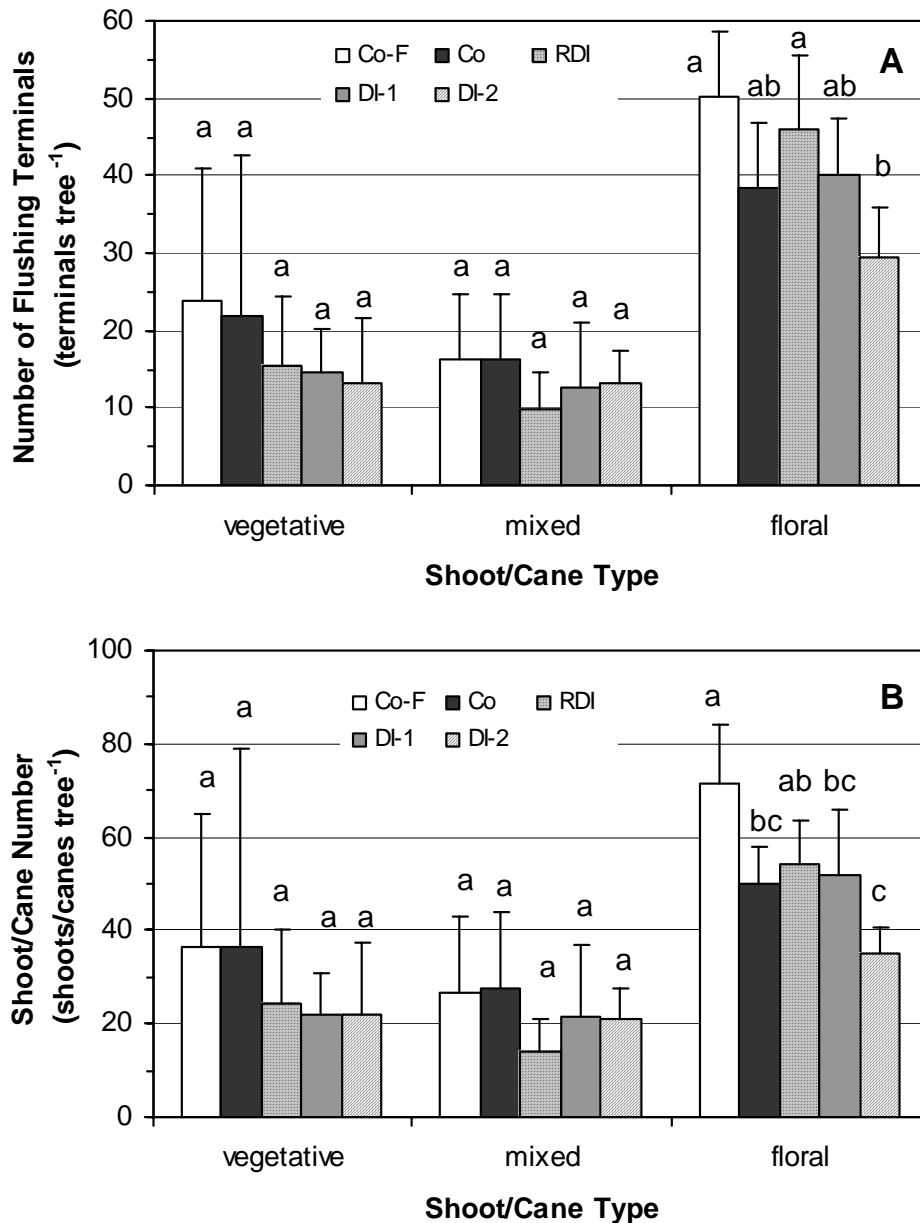 60
50
40
30
20
10
0
Number of Flushing Terminals
(terminals tree⁻¹)
Co-F Co RDI
DI-1 DI-2
A
a a a a a
a a a a a
a ab a ab b
vegetative mixed floral
Shoot/Cane Type
100
80
60
40
20
0
Shoot/Cane Number
(shoots/canes tree⁻¹)
Co-F Co RDI
DI-1 DI-2
B
a a a a a
a a a a a
a bc ab bc c
vegetative mixed floral
Shoot/Cane Type